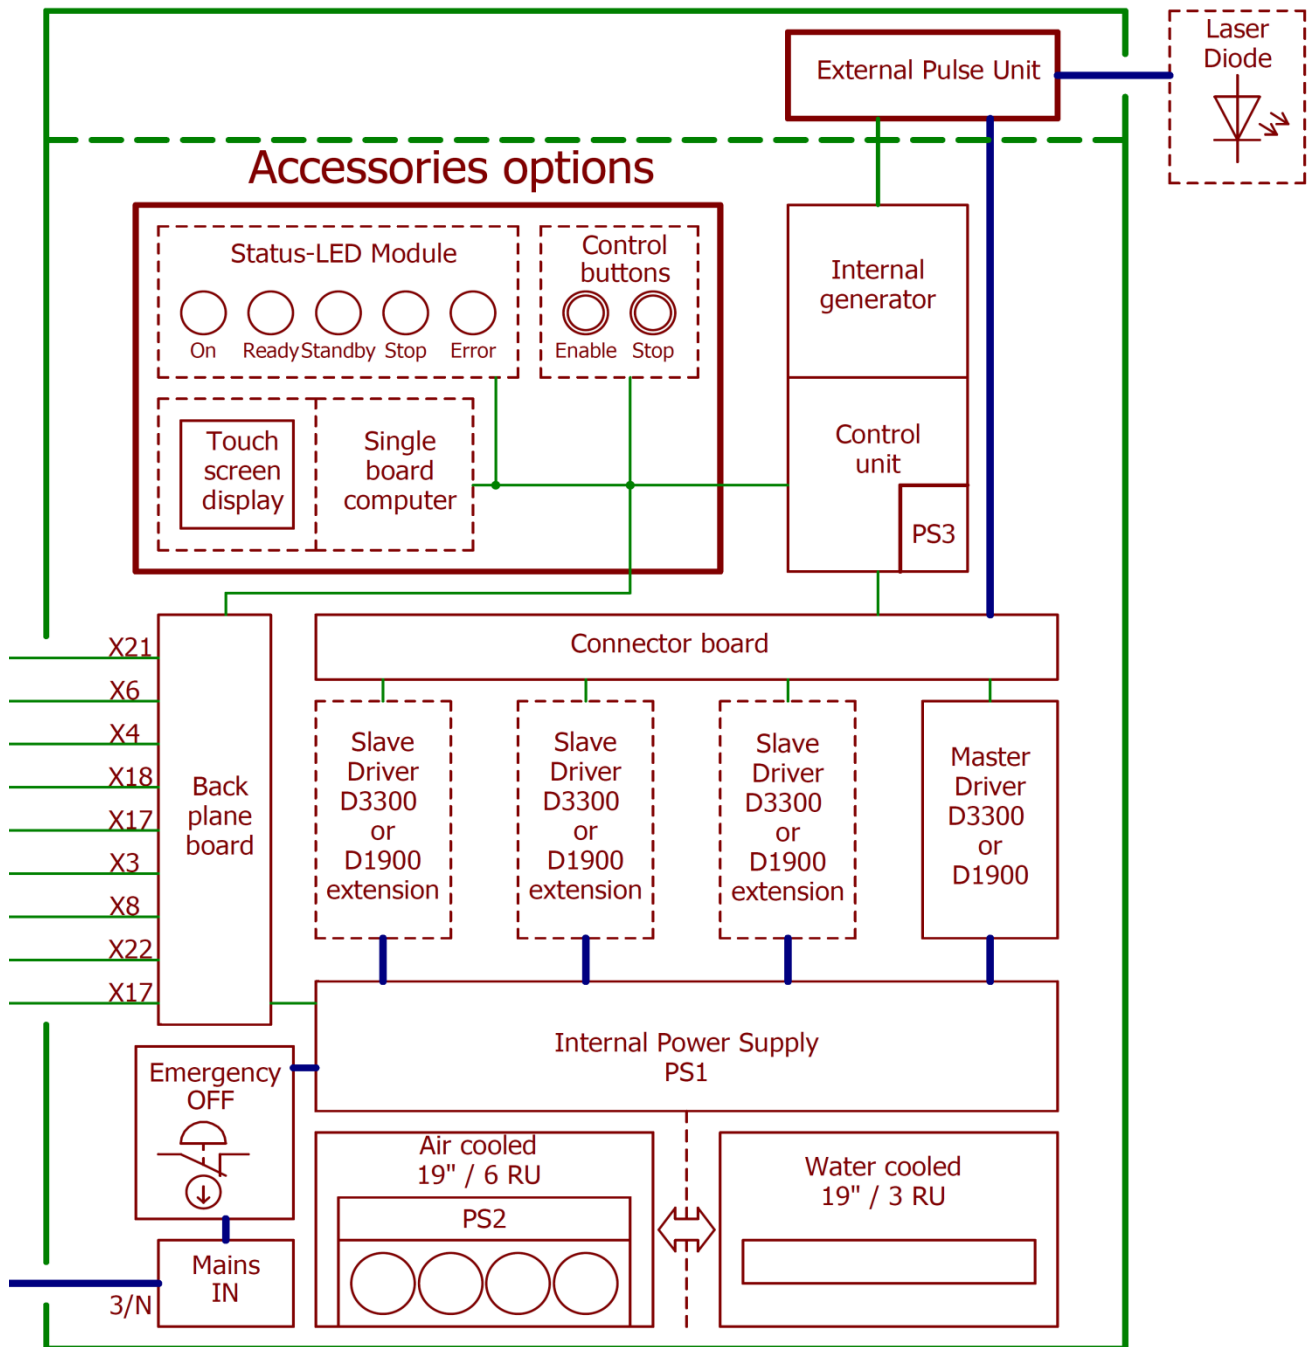 Laser
Diode
External Pulse Unit
Accessories options
Status-LED Module
On
Ready
Standby
Stop
Error
Control
buttons
Enable
Stop
Internal
generator
Touch
screen
display
Single
board
computer
Control
unit
PS3
Connector board
X21
X6
X4
X18
X17
X3
X8
X22
X17
Back
plane
board
Slave
Driver
D3300
or
D1900
extension
Slave
Driver
D3300
or
D1900
extension
Slave
Driver
D3300
or
D1900
extension
Master
Driver
D3300
or
D1900
Internal Power Supply
PS1
Emergency
OFF
Air cooled
19" / 6 RU
PS2
Water cooled
19" / 3 RU
Mains
IN
3/N